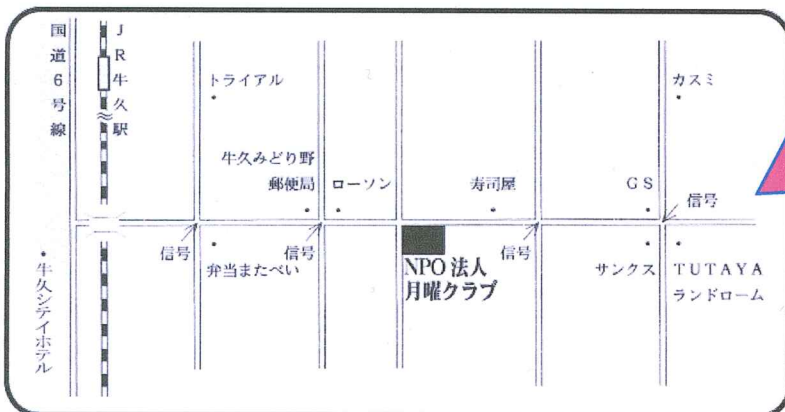 国道6号線
JR牛久駅
トライアル
カスミ
牛久みどり野
郵便局
ローソン
寿司屋
GS
信号
信号
信号
信号
弁当またべい
NPO法人
月曜クラブ
サンクス
TUTAYA
ランドローム
牛久シテイホテル